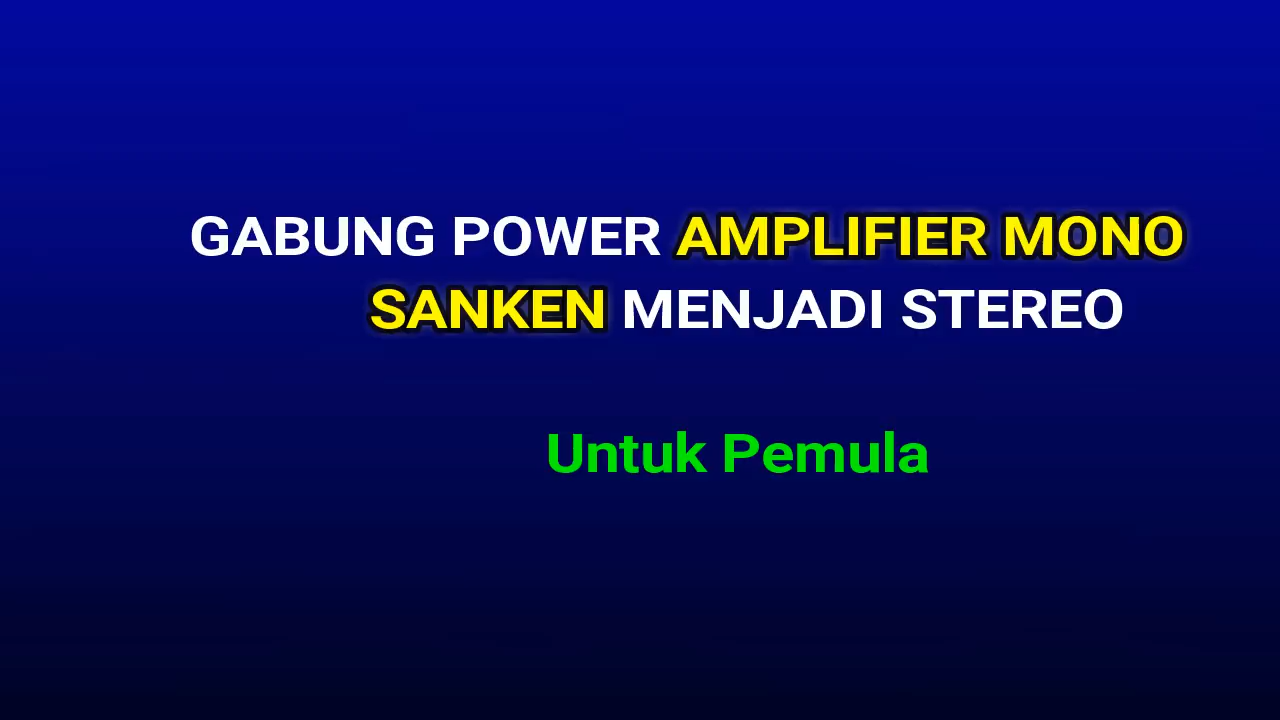 GABUNG POWER AMPLIFIER MONO
SANKEN MENJADI STEREO
Untuk Pemula